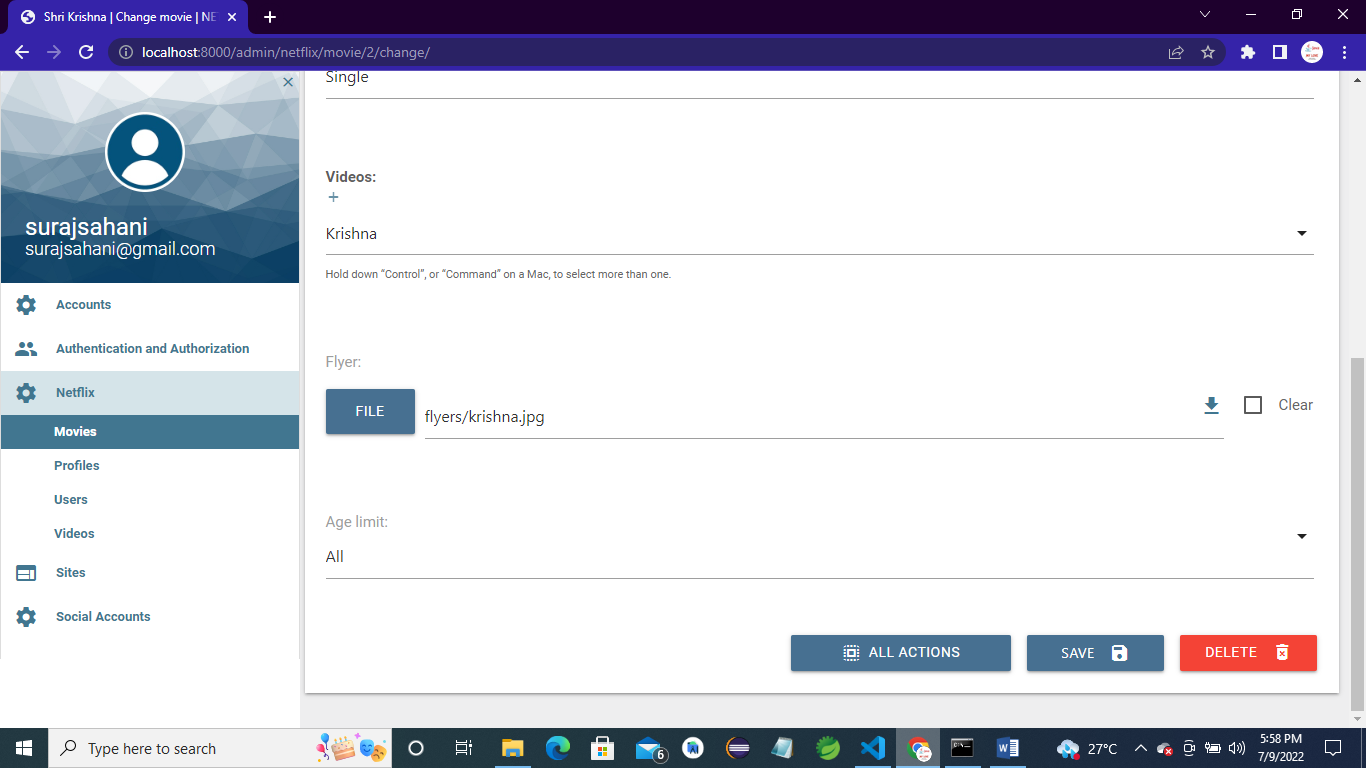 Shri Krishna | Change movie | NE
localhost:8000/admin/netflix/movie/2/change/
surajsahani
surajsahani@gmail.com
Accounts
Authentication and Authorization
Netflix
Movies
Profiles
Users
Videos
Sites
Social Accounts
Single
Videos:
+
Krishna
Hold down “Control”, or “Command” on a Mac, to select more than one.
Flyer:
FILE
flyers/krishna.jpg
Clear
Age limit:
All
ALL ACTIONS
SAVE
DELETE
Type here to search
6
27°C
5:58 PM
7/9/2022